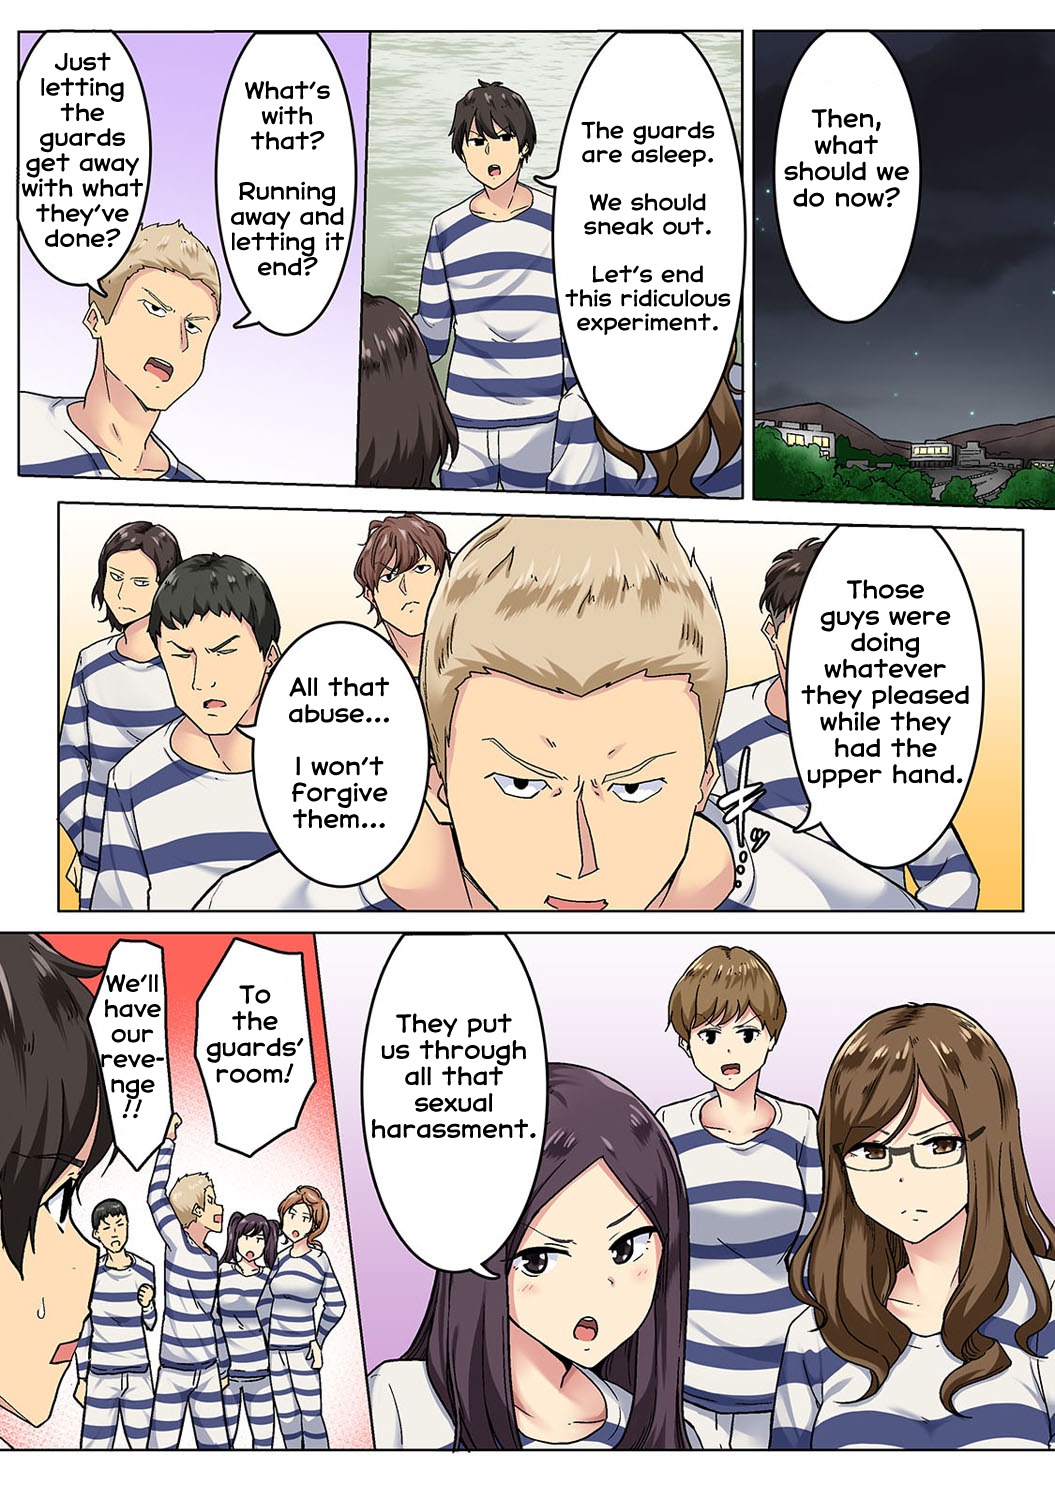 Then,
what
should we
do now?
The guards
are asleep.
We should
sneak out.
Let's end
this ridiculous
experiment.
What's
with
that?
Running
away and
letting it
end?
Just
letting
the
guards
get away
with what
they've
done?
Those
guys were
doing
whatever
they pleased
while they
had the
upper hand.
ギッ
All that
abuse...
I won't
forgive
them...
They put
us through
all that
sexual
harassment.
To
the
guards'
room!
We'll
have
our
reve-
nge
!!